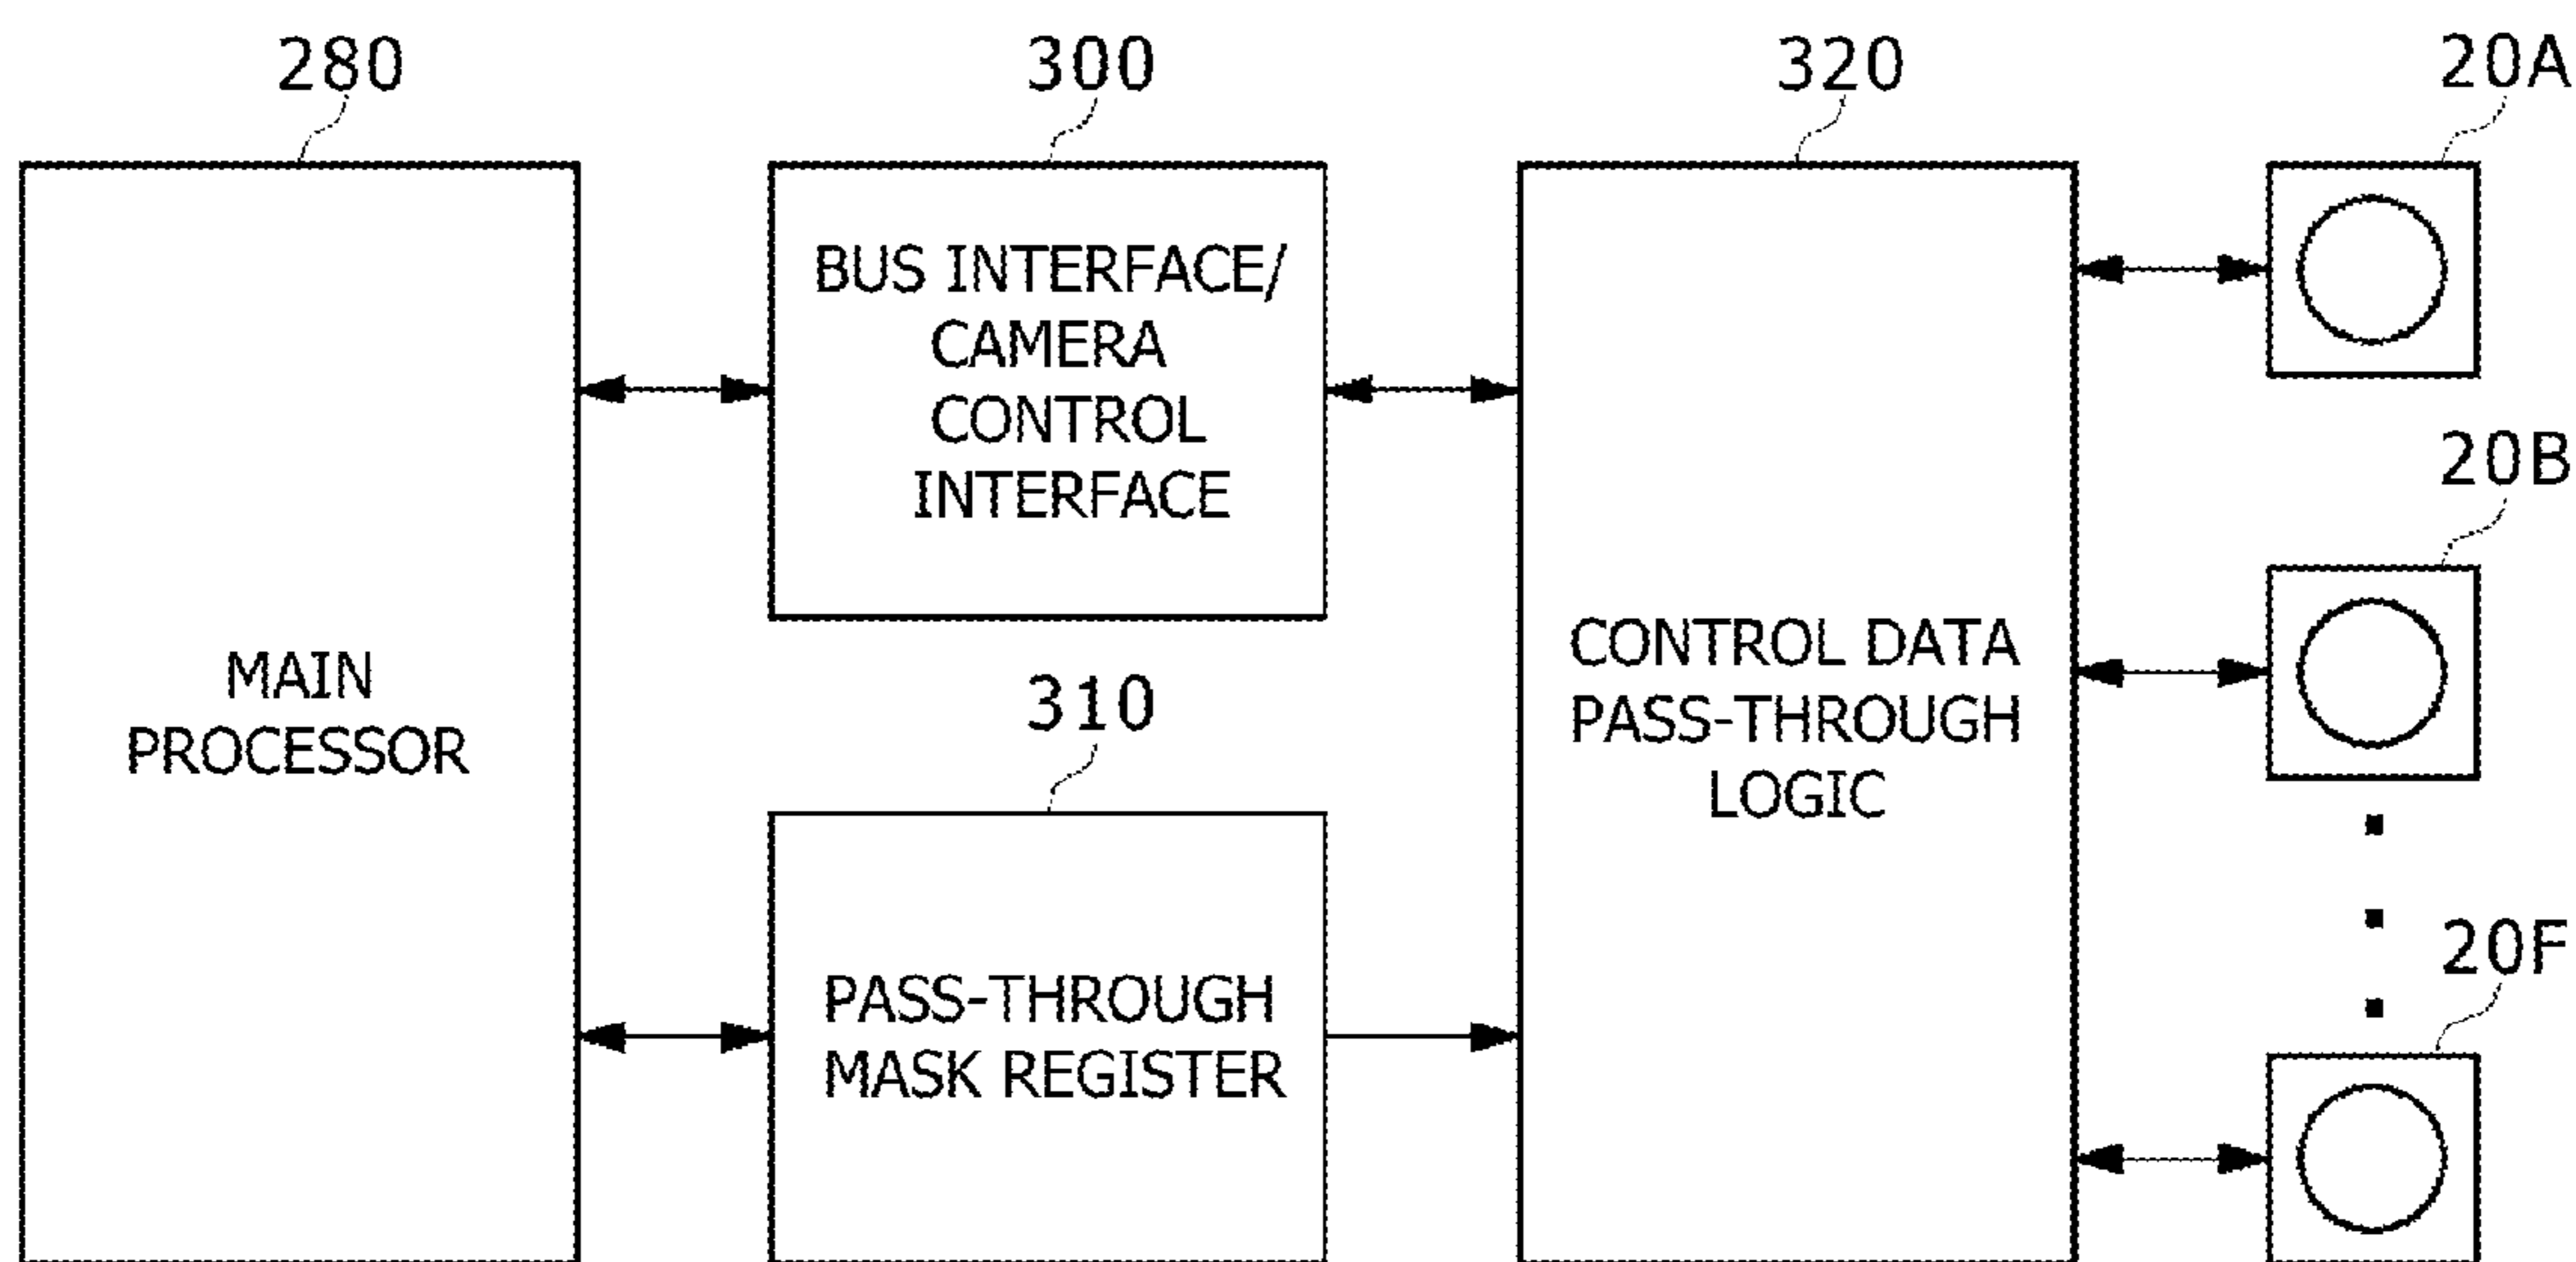 280
300
320
20A
BUS INTERFACE/
CAMERA
CONTROL
INTERFACE
20B
MAIN
PROCESSOR
310
CONTROL DATA
PASS-THROUGH
LOGIC
20F
PASS-THROUGH
MASK REGISTER